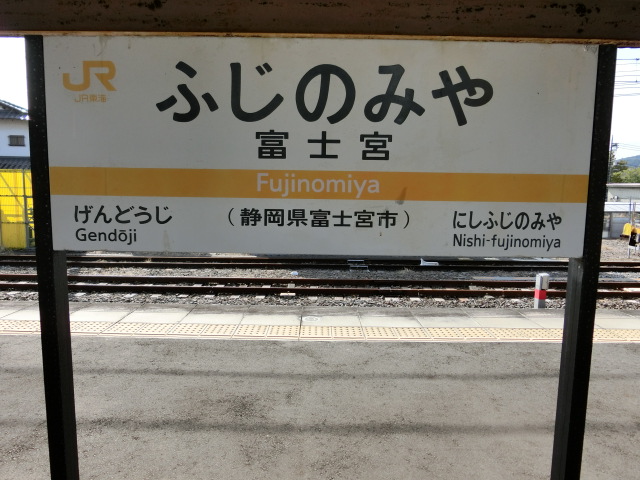 JR
JR東海
ふじのみや
富士宮
Fujinomiya
げんどうじ
Gendōji
（静岡県富士宮市）
にしふじのみや
Nishi-fujinomiya